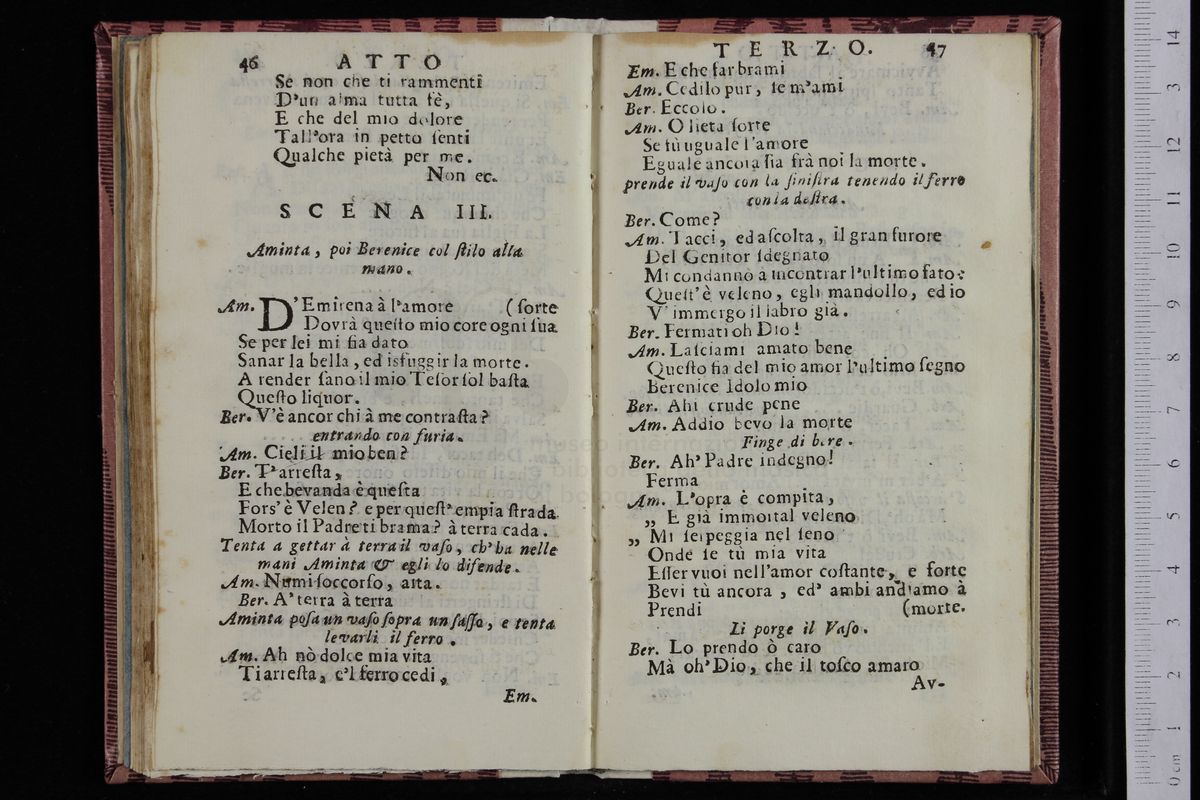 46 ATTO
Se non che ti rammenti
D'un alma tutta fè,
E che del mio dolore
Tall'ora in petto ſenti
Qualche pietà per me.
Non ec.
SCENA III.
Aminta, poi Berenice col ſtilo alla
mano.
Am. D'Emirena à l'amore (ſorte
Dovrà queſto mio core ogni ſua
Se per lei mi fia dato
Sanar la bella, ed isfuggir la morte.
A render ſano il mio Teſor ſol baſta
Queſto liquor.
Ber. V'è ancor chi à me contraſta?
entrando con furia.
Am. Cieli il mio ben?
Ber. T'arreſta,
E che bevanda è queſta
Fors' è Velen? e per queſt' empia ſtrada
Morto il Padre ti brama? à terra cada.
Tenta a gettar à terra il vaſo, ch' ha nelle
mani Aminta & egli lo difende.
Am. Numi ſoccorſo, aita.
Ber. A' terra à terra
Aminta poſa un vaſo ſopra un ſaſſo, e tenta
levarli il ferro.
Am. Ah nò dolce mia vita
Ti arreſta, e'l ferro cedi,
Em.
TERZO. 47
Em. E che far brami
Am. Cedilo pur, ſe m'ami
Ber. Eccolo.
Am. O lieta ſorte
Se fù uguale l'amore
Eguale ancora ſia frà noi la morte.
prende il vaſo con la ſiniſtra tenendo il ferro
con la deſtra.
Ber. Come?
Am. Tacci, ed aſcolta, il gran furore
Del Genitor ſdegnato
Mi condannò a incontrar l'ultimo fato:
Queſt' è veleno, egli mandollo, ed io
V' immergo il labro già.
Ber. Fermati oh Dio!
Am. Laſciami amato bene
Queſto fia del mio amor l'ultimo ſegno
Berenice Idolo mio
Ber. Ahi crude pene
Am. Addio bevo la morte
Finge di bere.
Ber. Ah' Padre indegno!
Ferma
Am. L'opra è compita,
„ E già immortal veleno
„ Mi ſerpeggia nel ſeno
Onde ſe tù mia vita
Eſſer vuoi nell'amor coſtante, e forte
Bevi tù ancora, ed' ambi andiamo à
Prendi (morte.
Li porge il Vaſo.
Ber. Lo prendo ò caro
Mà oh' Dio, che il toſco amaro
Av-